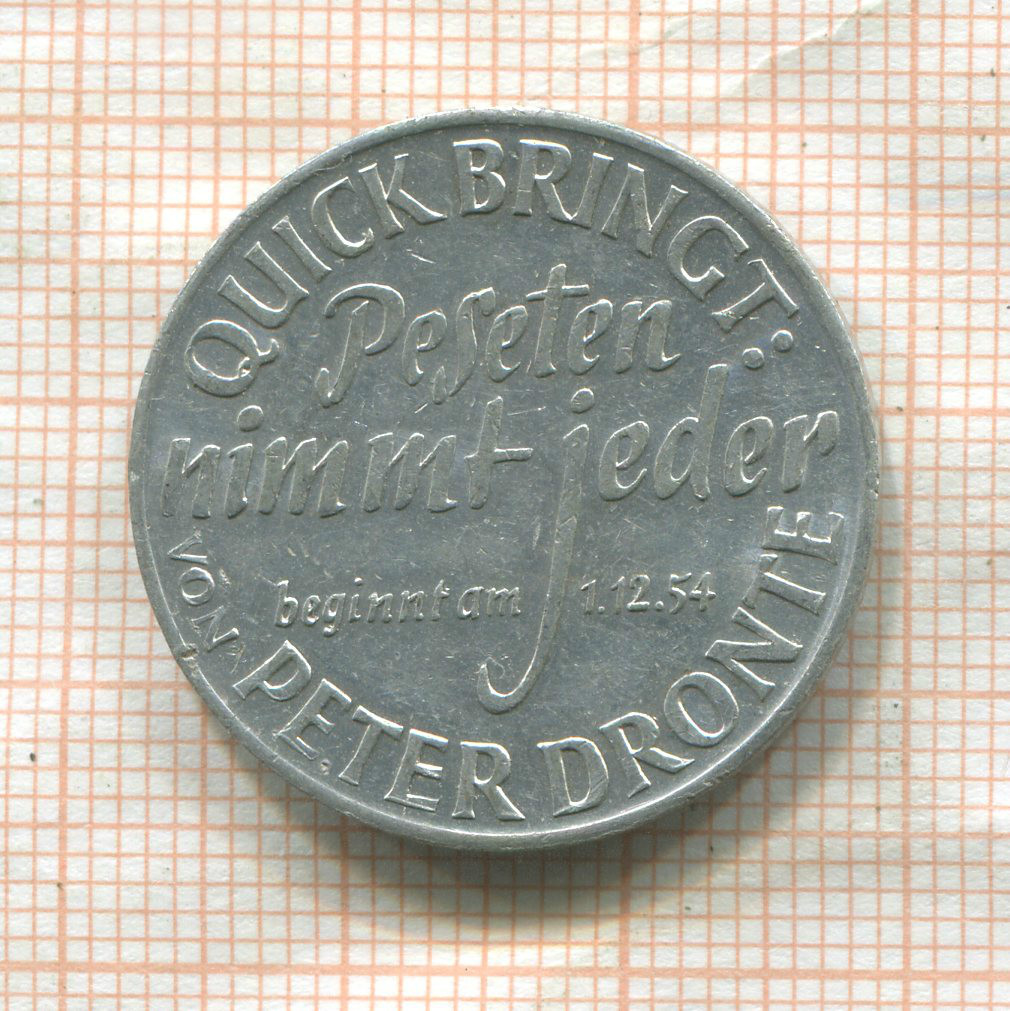 QUICK BRINGT:
Peseten
nimmt jeder
beginnt am 1.12.54
VON PETER DRONTE